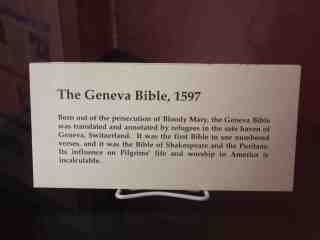 The Geneva Bible, 1597
Born out of the persecution of Bloody Mary, the Geneva Bible
was translated and annotated by refugees in the safe haven of
Geneva, Switzerland. It was the first Bible to use numbered
verses, and it was the Bible of Shakespeare and the Puritans.
Its influence on Pilgrims' life and worship in America is
incalculable.